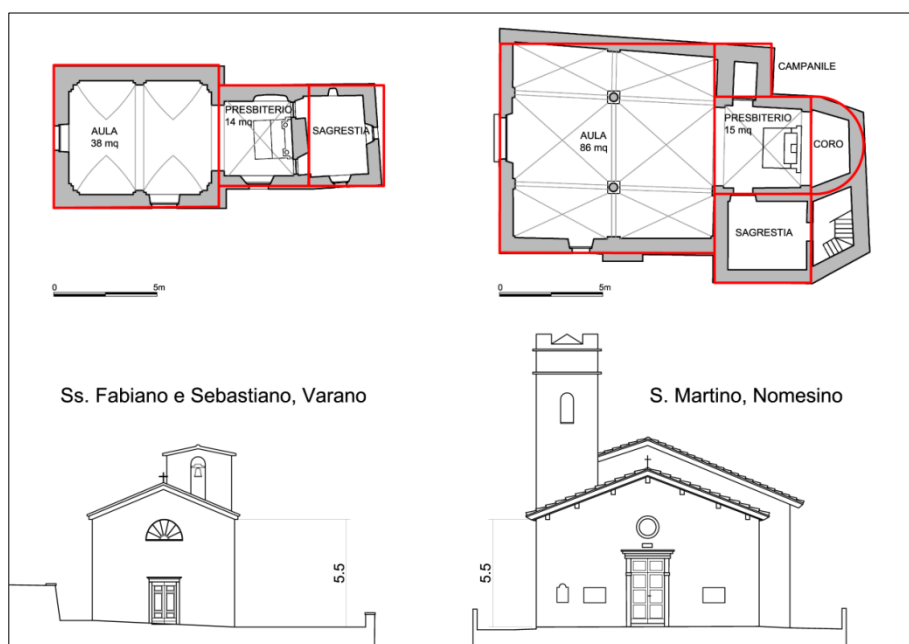 AULA
38 mq
PRESBITERIO
14 mq
SAGRESTIA
0
5m
CAMPANILE
AULA
86 mq
PRESBITERIO
15 mq
CORO
SAGRESTIA
0
5m
Ss. Fabiano e Sebastiano, Varano
S. Martino, Nomesino
5.5
5.5